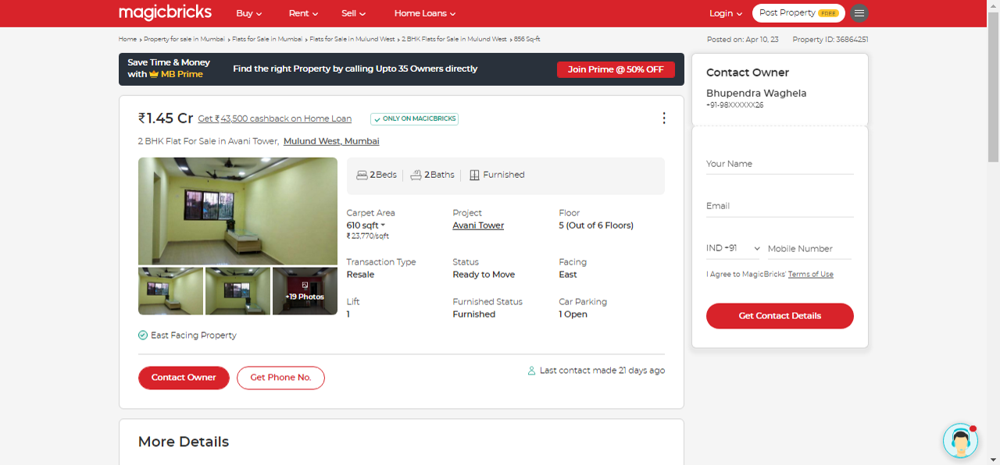 magicbricks Buy Rent Sell Home Loans Login Post Property FREE
Home > Property for sale in Mumbai > Flats for Sale in Mumbai > Flats for Sale in Mulund West > 2 BHK Flats for Sale in Mulund West > 856 Sq-ft
Posted on: Apr 10, 23 Property ID: 36864251
Save Time & Money
with MB Prime
Find the right Property by calling Upto 35 Owners directly
Join Prime @ 50% OFF
₹1.45 Cr Get ₹43,500 cashback on Home Loan ONLY ON MAGICBRICKS
2 BHK Flat For Sale in Avani Tower, Mulund West, Mumbai
+19 Photos
2 Beds 2 Baths Furnished
Carpet Area Project Floor
610 sqft Avani Tower 5 (Out of 6 Floors)
₹23,770/sqft
Transaction Type Status Facing
Resale Ready to Move East
Lift Furnished Status Car Parking
1 Furnished 1 Open
East Facing Property
Contact Owner Get Phone No. Last contact made 21 days ago
More Details
Contact Owner
Bhupendra Waghela
+91-98XXXXXX26
Your Name
Email
IND +91 Mobile Number
I Agree to MagicBricks' Terms of Use
Get Contact Details